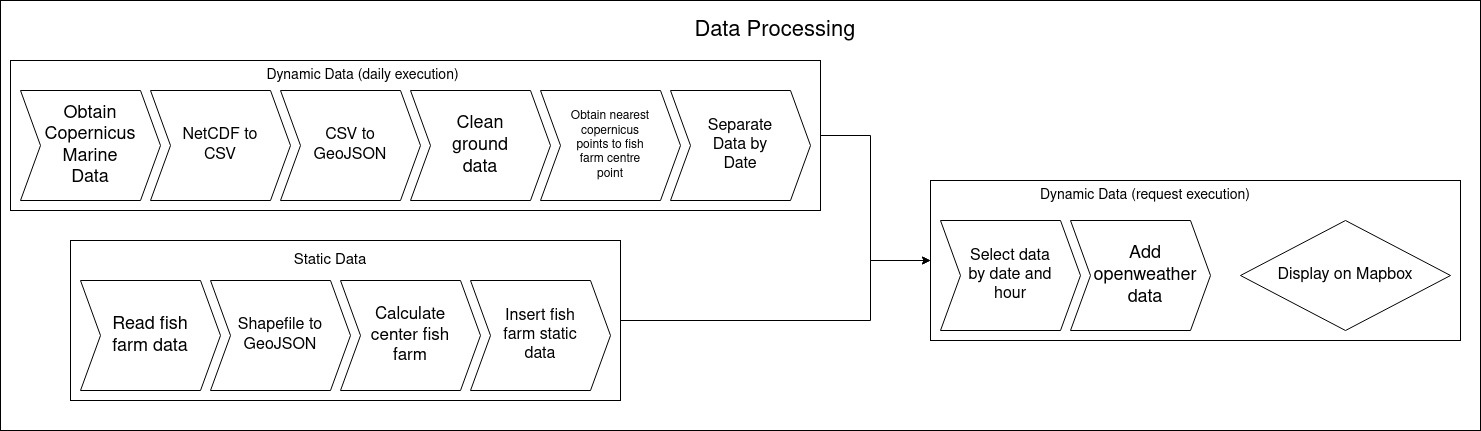 Data Processing
Dynamic Data (daily execution)
Obtain
Copernicus
Marine
Data
NetCDF to
CSV
CSV to
GeoJSON
Clean
ground
data
Obtain nearest
copernicus
points to fish
farm centre
point
Separate
Data by
Date
Static Data
Read fish
farm data
Shapefile to
GeoJSON
Calculate
center fish
farm
Insert fish
farm static
data
Dynamic Data (request execution)
Select data
by date and
hour
Add
openweather
data
Display on Mapbox